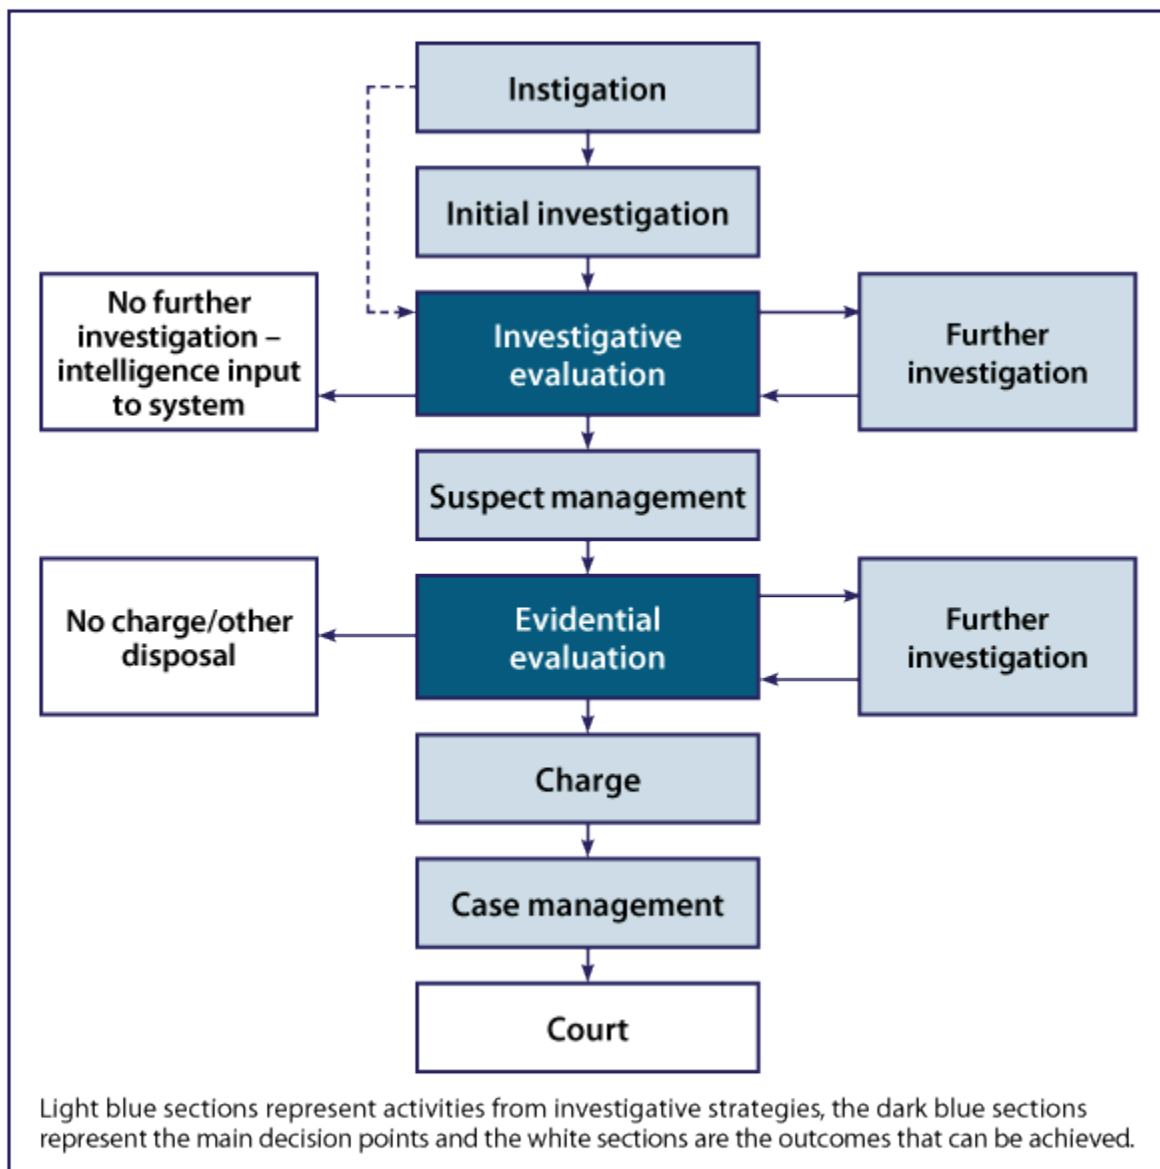 Instigation
Initial investigation
No further
investigation –
intelligence input
to system
Investigative
evaluation
Further
investigation
Suspect management
No charge/other
disposal
Evidential
evaluation
Further
investigation
Charge
Case management
Court
Light blue sections represent activities from investigative strategies, the dark blue sections
represent the main decision points and the white sections are the outcomes that can be achieved.